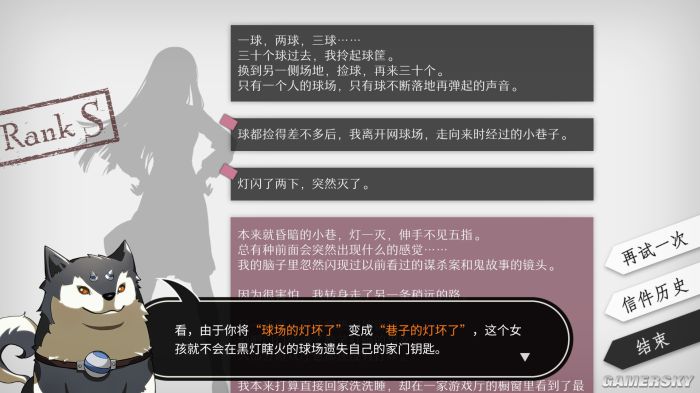 一球，两球，三球……
三十个球过去，我拎起球筐。
换到另一侧场地，捡球，再来三十个。
只有一个人的球场，只有球不断落地再弹起的声音。
Rank S
球都捡得差不多后，我离开网球场，走向来时经过的小巷子。
灯闪了两下，突然灭了。
本来就昏暗的小巷，灯一灭，伸手不见五指。
总有种前面会突然出现什么的感觉……
我的脑子里忽然闪现过以前看过的谋杀案和鬼故事的镜头。
因为很害怕，我转身走了另一条稍远的路。
再试一次
信件历史
结束
看，由于你将“球场的灯坏了”变成“巷子的灯坏了”，这个女
孩就不会在黑灯瞎火的球场遗失自己的家门钥匙。
我本来打算直接回家洗洗睡，却在一家游戏厅的橱窗里看到了最
GAMERSKY